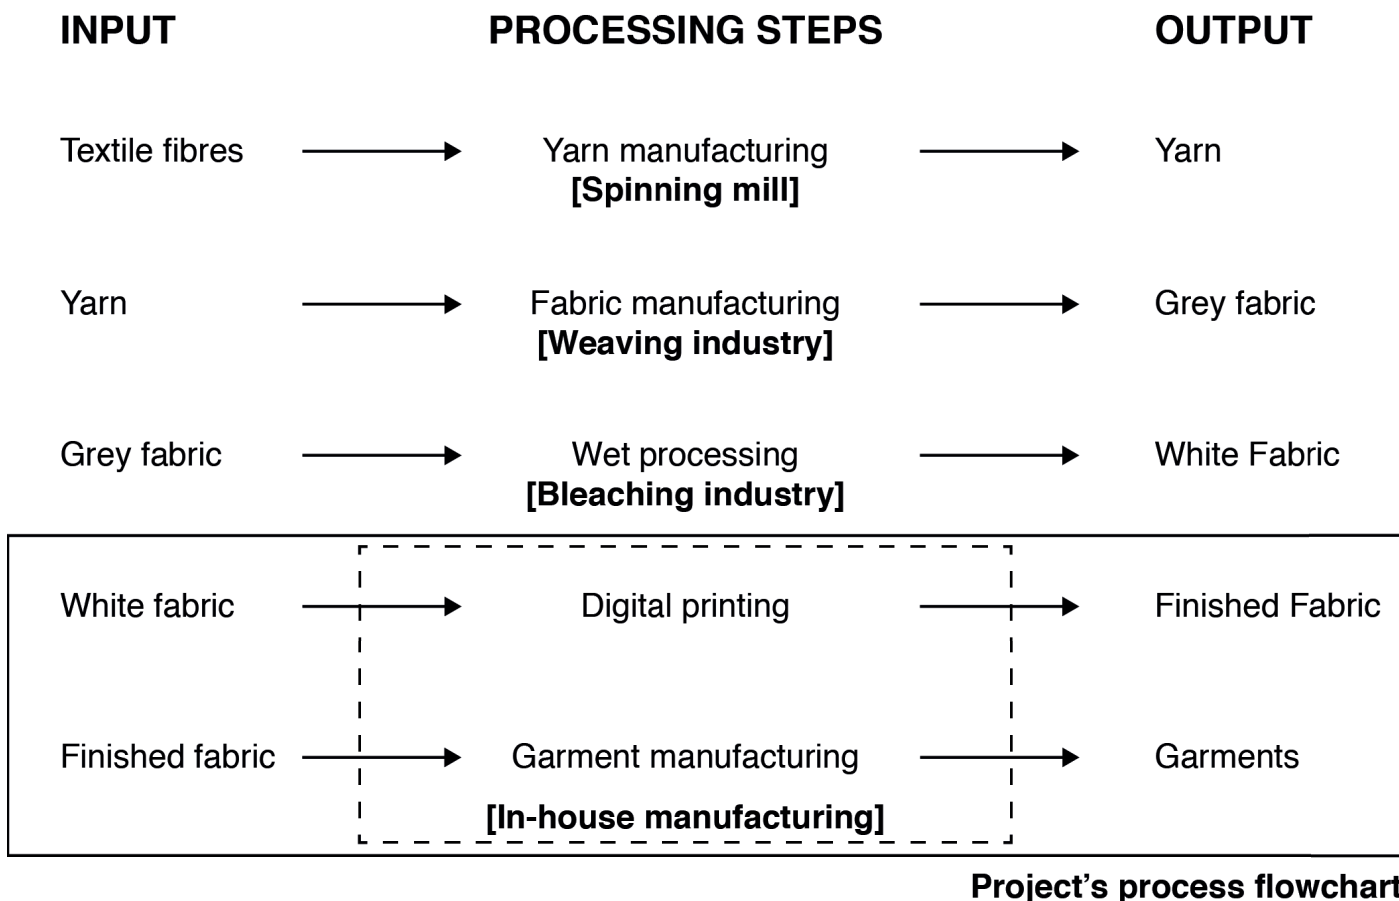 INPUT PROCESSING STEPS OUTPUT
Textile fibres Yarn manufacturing Yarn
[Spinning mill]
Yarn Fabric manufacturing Grey fabric
[Weaving industry]
Grey fabric Wet processing White Fabric
[Bleaching industry]
White fabric Digital printing Finished Fabric
Finished fabric Garment manufacturing Garments
[In-house manufacturing]
Project's process flowchart